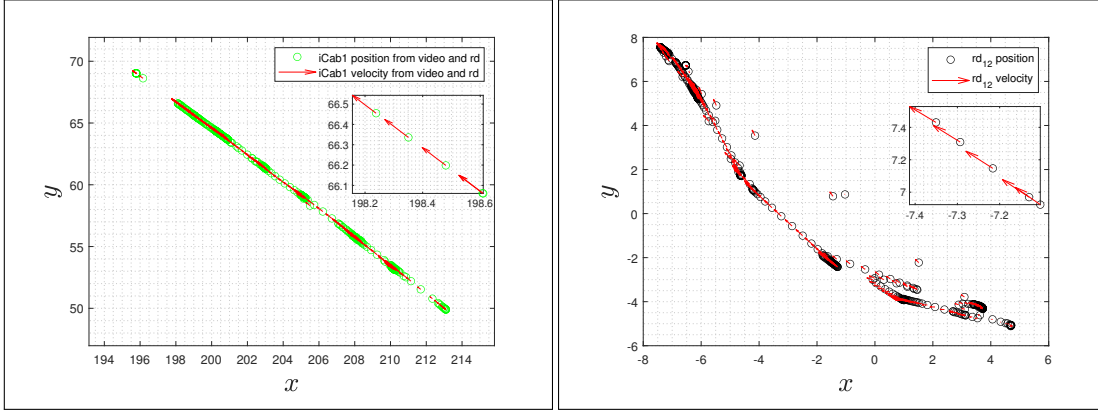 iCab1 position from video and rd
iCab1 velocity from video and rd
70
65
60
55
50
y
194 196 198 200 202 204 206 208 210 212 214
x
66.5
66.4
66.3
66.2
66.1
198.2 198.4 198.6
rd12 position
rd12 velocity
8
6
4
2
0
-2
-4
-6
y
-8 -6 -4 -2 0 2 4 6
x
7.4
7.2
7
-7.4 -7.3 -7.2